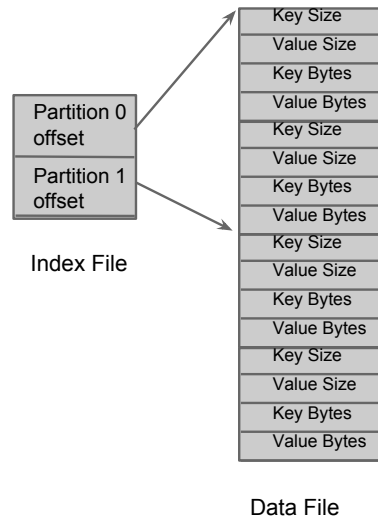 Partition 0
offset
Partition 1
offset
Index File
Key Size
Value Size
Key Bytes
Value Bytes
Key Size
Value Size
Key Bytes
Value Bytes
Key Size
Value Size
Key Bytes
Value Bytes
Key Size
Value Size
Key Bytes
Value Bytes
Data File